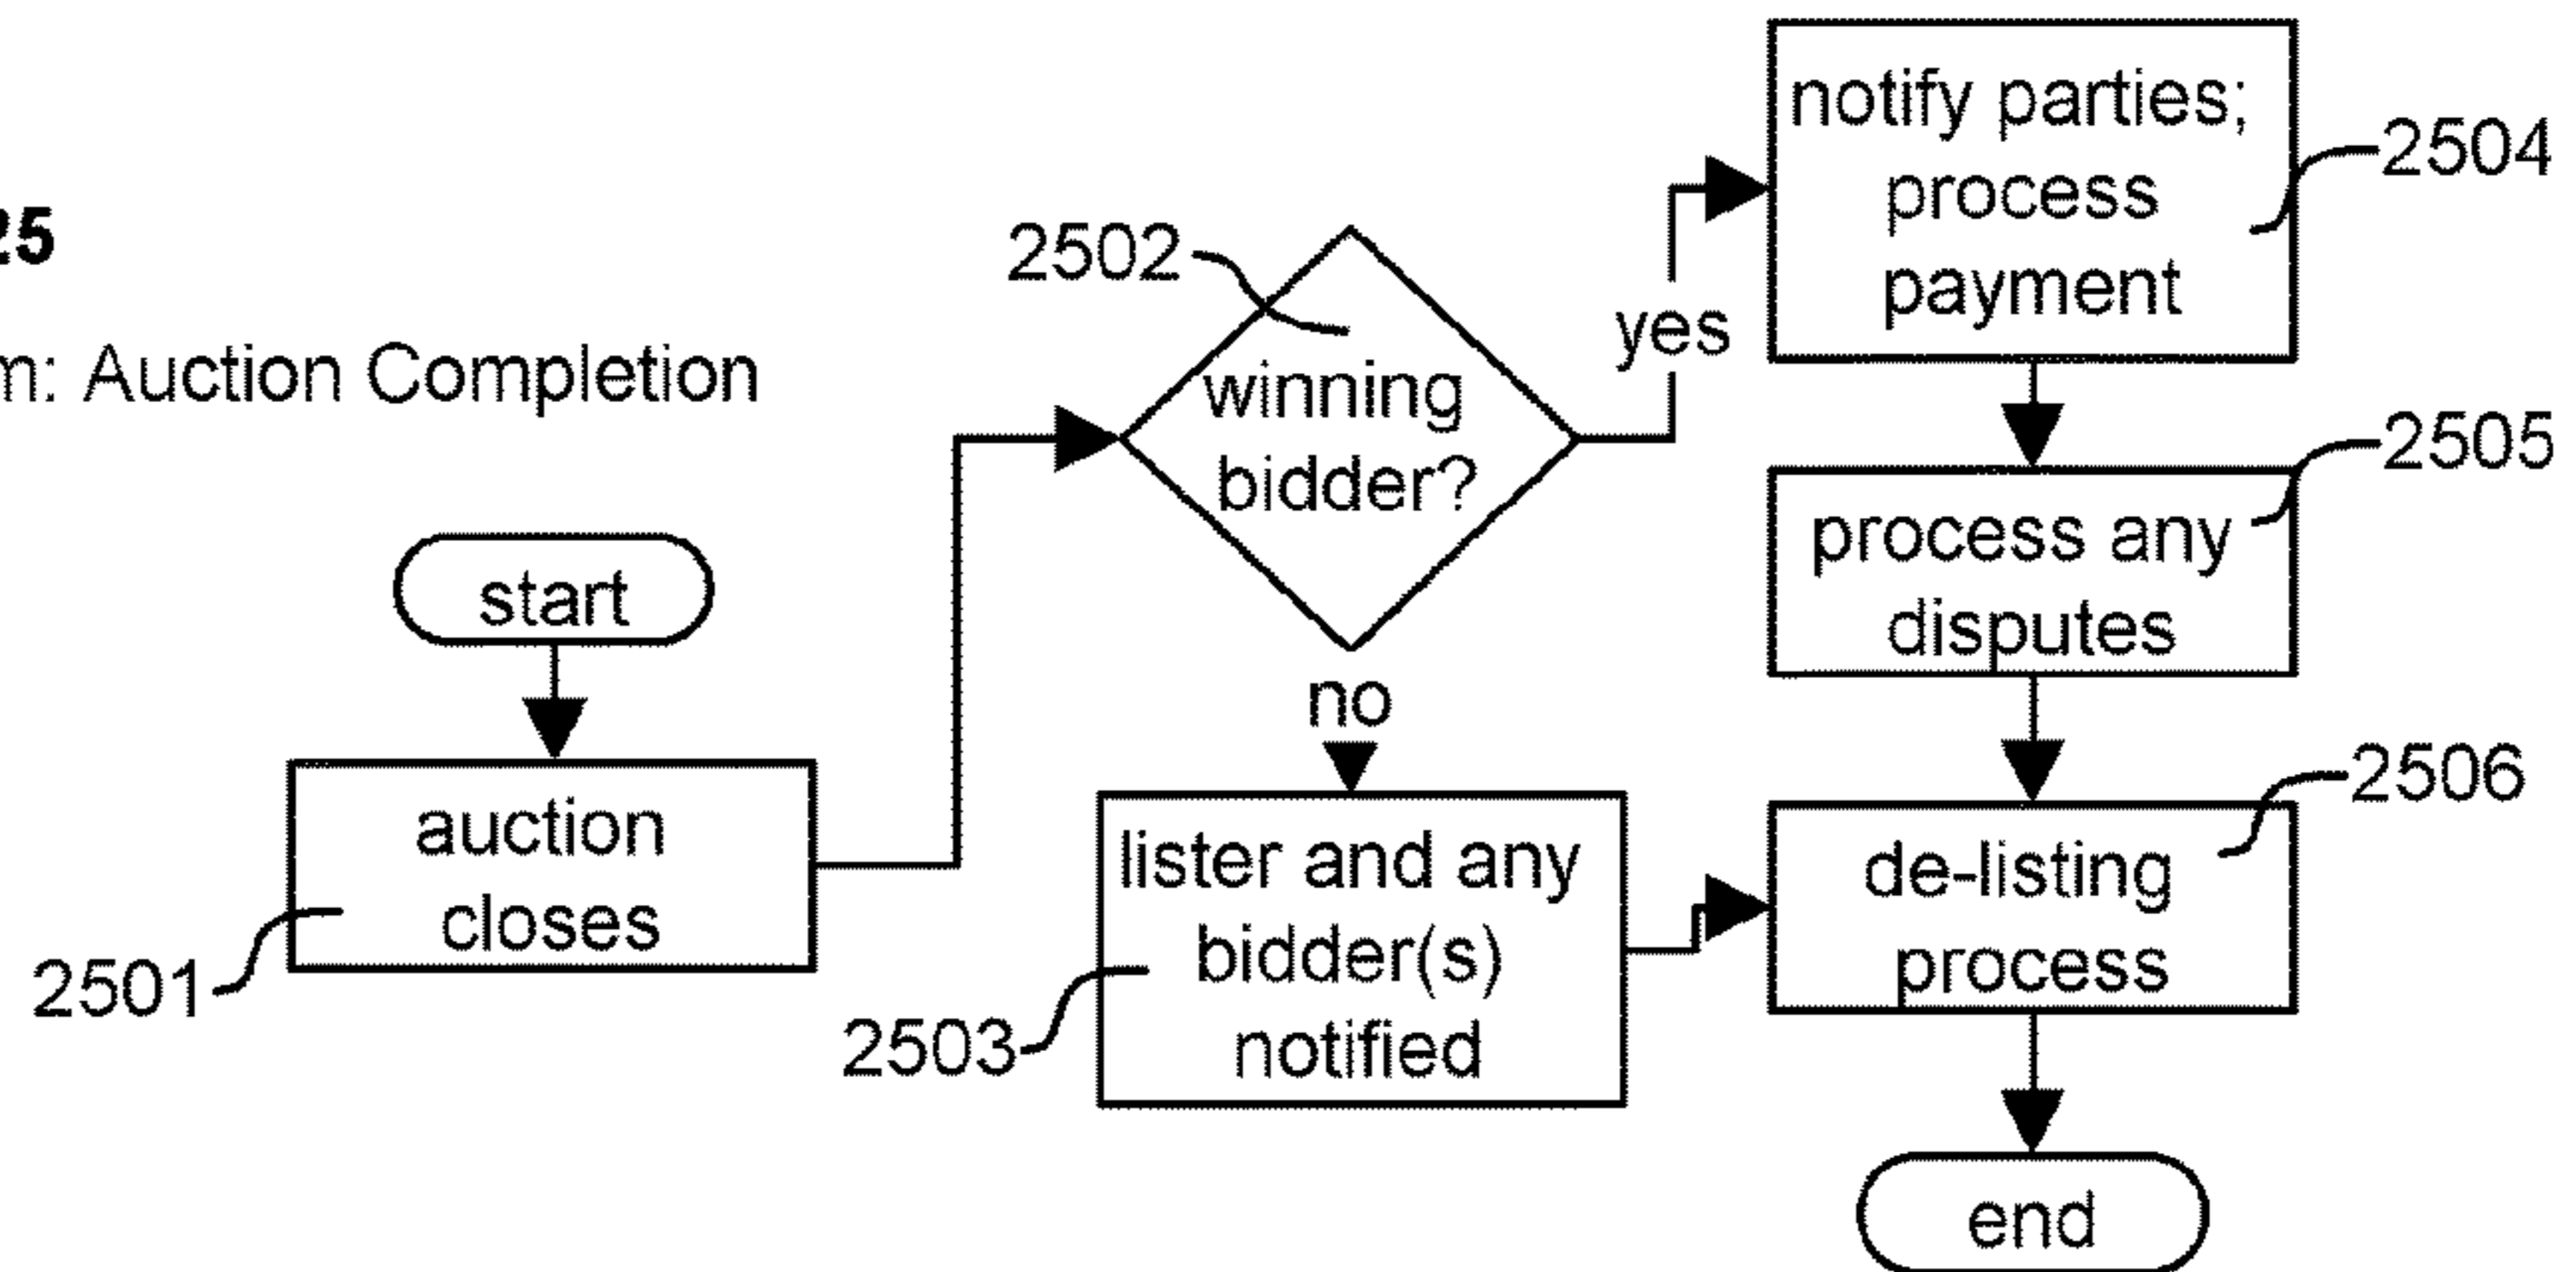 25
m: Auction Completion
start
auction
closes
2501
2502
winning
bidder?
yes
no
lister and any
bidder(s)
notified
2503
notify parties;
process
payment
2504
process any
disputes
2505
de-listing
process
2506
end